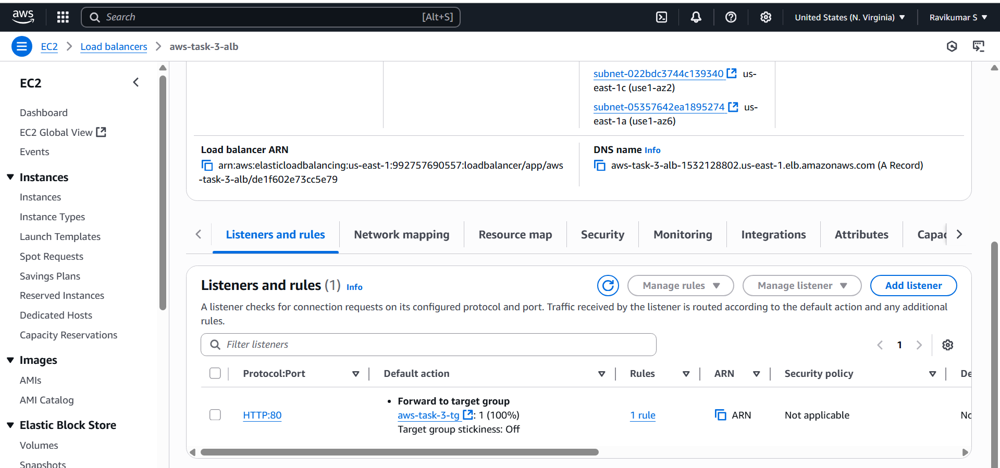 aws
Search [Alt+S]
United States (N. Virginia) ▼
Ravikumar S ▼
EC2 > Load balancers > aws-task-3-alb
EC2
Dashboard
EC2 Global View
Events
Instances
Instances
Instance Types
Launch Templates
Spot Requests
Savings Plans
Reserved Instances
Dedicated Hosts
Capacity Reservations
Images
AMIs
AMI Catalog
Elastic Block Store
Volumes
Snapshots
subnet-022bdc3744c139340 us-
east-1c (use1-az2)
subnet-05357642ea1895274 us-
east-1a (use1-az6)
Load balancer ARN
arn:aws:elasticloadbalancing:us-east-1:992757690557:loadbalancer/app/aws
-task-3-alb/de1f602e73cc5e79
DNS name Info
aws-task-3-alb-1532128802.us-east-1.elb.amazonaws.com (A Record)
Listeners and rules
Network mapping
Resource map
Security
Monitoring
Integrations
Attributes
Capac
Listeners and rules (1) Info
Manage rules ▼
Manage listener ▼
Add listener
A listener checks for connection requests on its configured protocol and port. Traffic received by the listener is routed according to the default action and any additional
rules.
Filter listeners
1
Protocol:Port
Default action
Rules
ARN
Security policy
De
HTTP:80
• Forward to target group
aws-task-3-tg : 1 (100%)
Target group stickiness: Off
1 rule
ARN
Not applicable
No